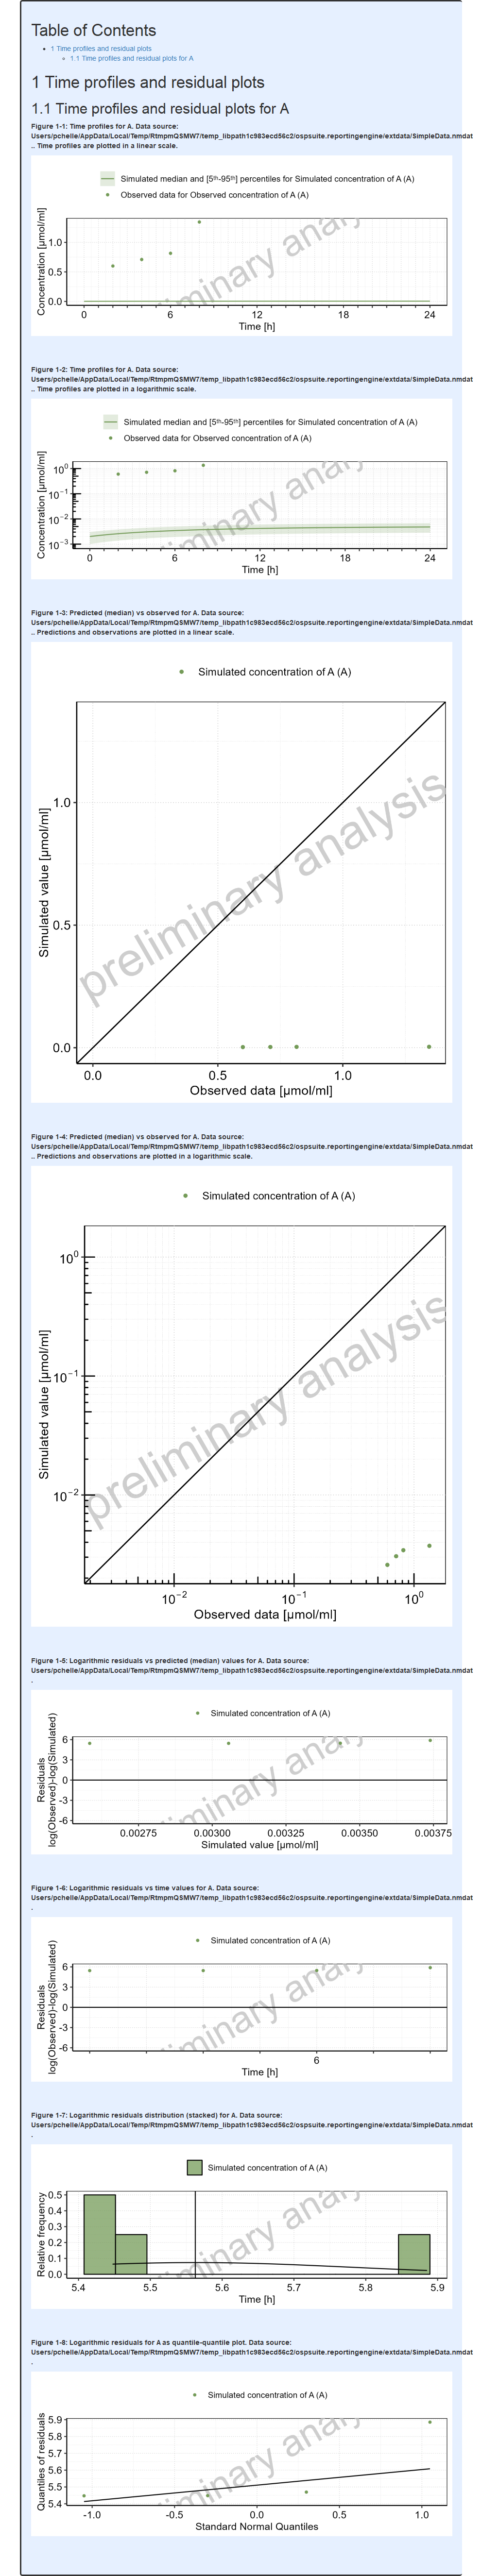 Table of Contents
1 Time profiles and residual plots
1.1 Time profiles and residual plots for A
1 Time profiles and residual plots
1.1 Time profiles and residual plots for A
Figure 1-1: Time profiles for A. Data source:
Users/pchelle/AppData/Local/Temp/RtmpmQSMW7/temp_libpath1c983ecd56c2/ospsuite.reportingengine/extdata/SimpleData.nmdat
.. Time profiles are plotted in a linear scale.
Simulated median and [5th-95th] percentiles for Simulated concentration of A (A)
Observed data for Observed concentration of A (A)
Concentration [µmol/ml]
1.0
0.5
0.0
0 6 12 18 24
Time [h]
iminary anal
Figure 1-2: Time profiles for A. Data source:
Users/pchelle/AppData/Local/Temp/RtmpmQSMW7/temp_libpath1c983ecd56c2/ospsuite.reportingengine/extdata/SimpleData.nmdat
.. Time profiles are plotted in a logarithmic scale.
Simulated median and [5th-95th] percentiles for Simulated concentration of A (A)
Observed data for Observed concentration of A (A)
Concentration [µmol/ml]
10^0
10^-1
10^-2
10^-3
0 6 12 18 24
Time [h]
iminary anal
Figure 1-3: Predicted (median) vs observed for A. Data source:
Users/pchelle/AppData/Local/Temp/RtmpmQSMW7/temp_libpath1c983ecd56c2/ospsuite.reportingengine/extdata/SimpleData.nmdat
.. Predictions and observations are plotted in a linear scale.
Simulated concentration of A (A)
Simulated value [µmol/ml]
1.0
0.5
0.0
0.0 0.5 1.0
Observed data [µmol/ml]
preliminary analysis
Figure 1-4: Predicted (median) vs observed for A. Data source:
Users/pchelle/AppData/Local/Temp/RtmpmQSMW7/temp_libpath1c983ecd56c2/ospsuite.reportingengine/extdata/SimpleData.nmdat
.. Predictions and observations are plotted in a logarithmic scale.
Simulated concentration of A (A)
Simulated value [µmol/ml]
10^0
10^-1
10^-2
10^-2 10^-1 10^0
Observed data [µmol/ml]
preliminary analysis
Figure 1-5: Logarithmic residuals vs predicted (median) values for A. Data source:
Users/pchelle/AppData/Local/Temp/RtmpmQSMW7/temp_libpath1c983ecd56c2/ospsuite.reportingengine/extdata/SimpleData.nmdat
.
Simulated concentration of A (A)
Residuals
log(Observed)-log(Simulated)
6
3
0
-3
-6
0.00275 0.00300 0.00325 0.00350 0.00375
Simulated value [µmol/ml]
iminary anal
Figure 1-6: Logarithmic residuals vs time values for A. Data source:
Users/pchelle/AppData/Local/Temp/RtmpmQSMW7/temp_libpath1c983ecd56c2/ospsuite.reportingengine/extdata/SimpleData.nmdat
.
Simulated concentration of A (A)
Residuals
log(Observed)-log(Simulated)
6
3
0
-3
-6
6
Time [h]
iminary anal
Figure 1-7: Logarithmic residuals distribution (stacked) for A. Data source:
Users/pchelle/AppData/Local/Temp/RtmpmQSMW7/temp_libpath1c983ecd56c2/ospsuite.reportingengine/extdata/SimpleData.nmdat
.
Simulated concentration of A (A)
Relative frequency
0.5
0.4
0.3
0.2
0.1
0.0
5.4 5.5 5.6 5.7 5.8 5.9
Time [h]
iminary anal
Figure 1-8: Logarithmic residuals for A as quantile-quantile plot. Data source:
Users/pchelle/AppData/Local/Temp/RtmpmQSMW7/temp_libpath1c983ecd56c2/ospsuite.reportingengine/extdata/SimpleData.nmdat
.
Simulated concentration of A (A)
Quantiles of residuals
5.9
5.8
5.7
5.6
5.5
5.4
-1.0 -0.5 0.0 0.5 1.0
Standard Normal Quantiles
iminary anal